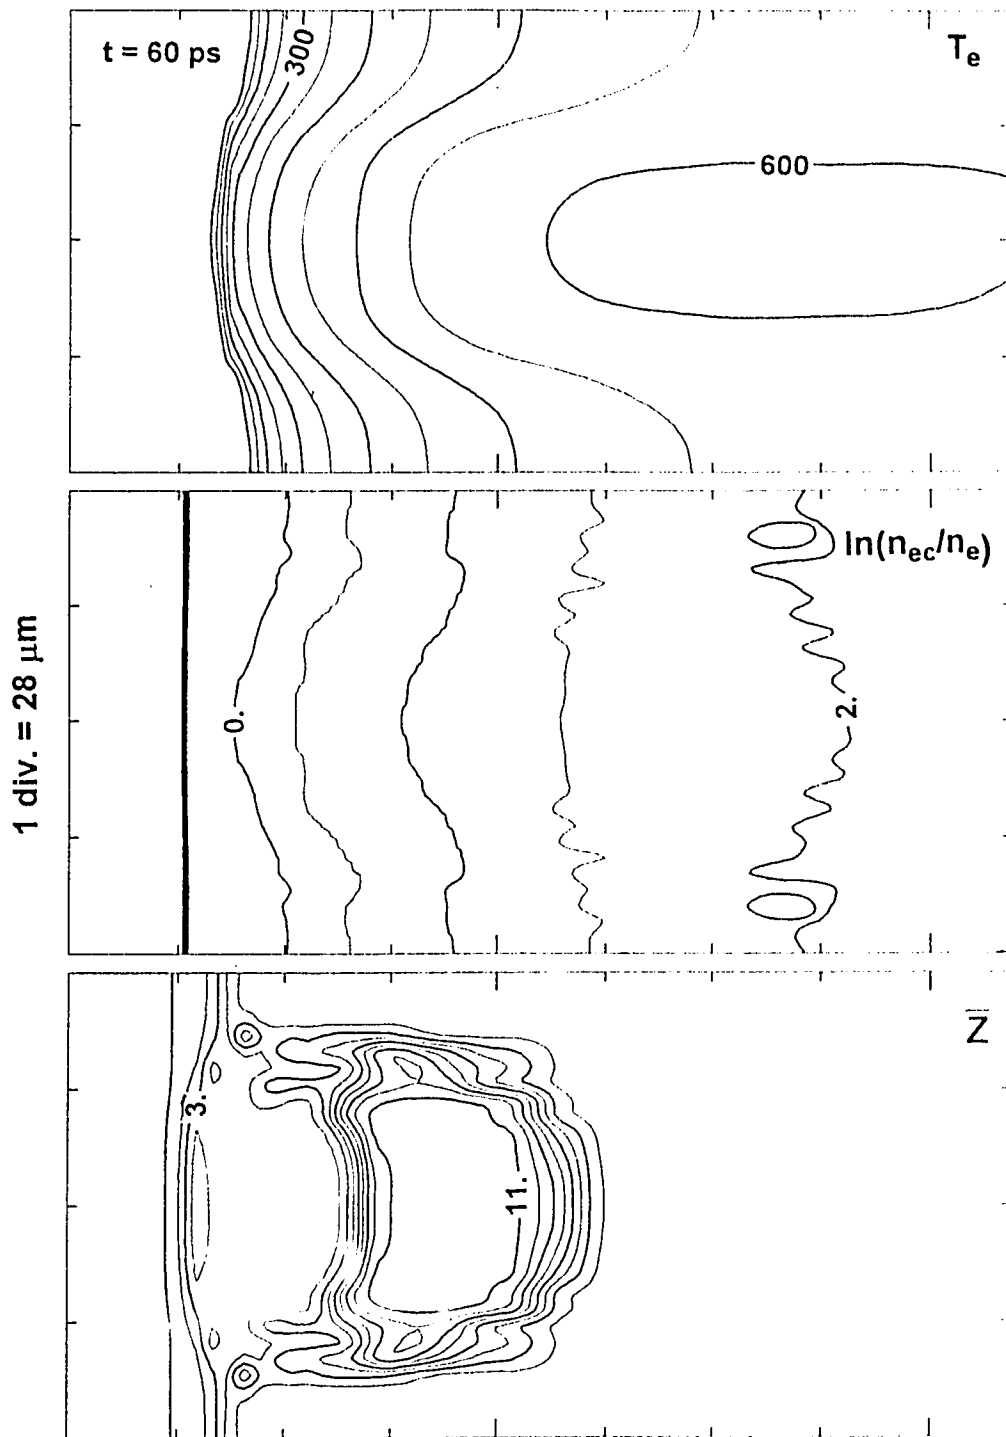 t = 60 ps
300
T_e
600
1 div. = 28 μm
ln(n_ec/n_e)
0.
2.
Z̅
3.
11.